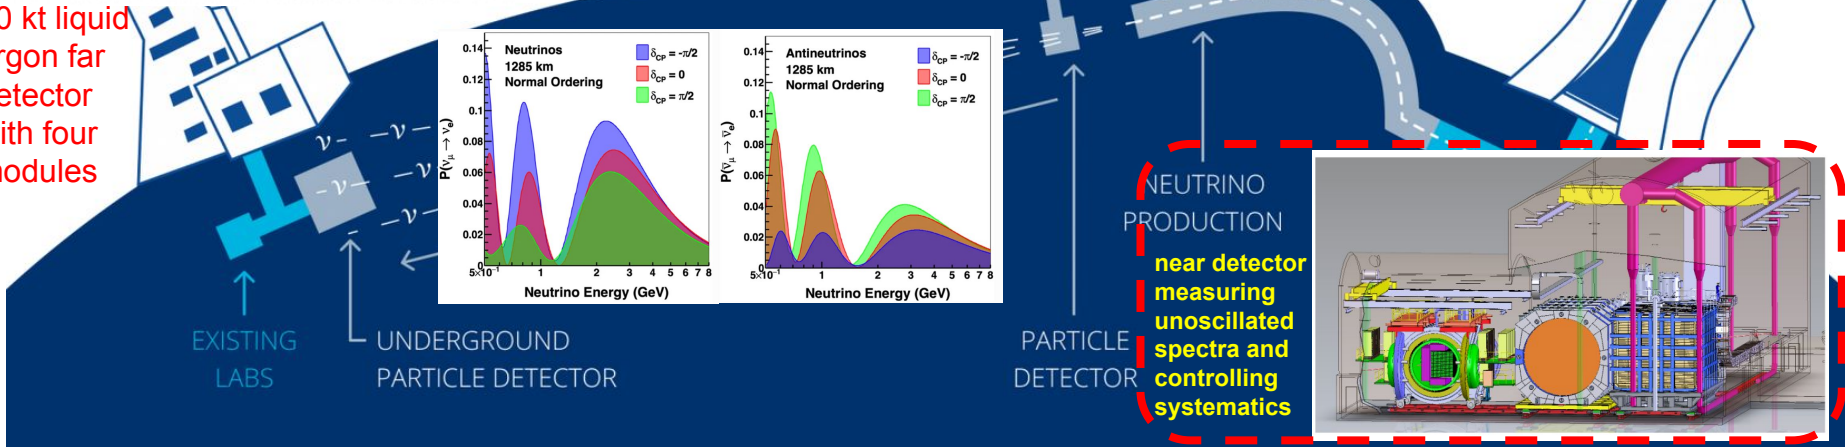 0 kt liquid
rgon far
etector
ith four
modules
ν- -ν-
-ν- -ν-
-ν-
EXISTING
LABS
UNDERGROUND
PARTICLE DETECTOR
Neutrinos
1285 km
Normal Ordering
δCP = -π/2
δCP = 0
δCP = π/2
P(νμ → νe)
0.14
0.12
0.1
0.08
0.06
0.04
0.02
0
5×10⁻¹ 1 2 3 4 5 6 7 8
Neutrino Energy (GeV)
Antineutrinos
1285 km
Normal Ordering
δCP = -π/2
δCP = 0
δCP = π/2
P(ν̄μ → ν̄e)
0.14
0.12
0.1
0.08
0.06
0.04
0.02
0
5×10⁻¹ 1 2 3 4 5 6 7 8
Neutrino Energy (GeV)
PARTICLE
DETECTOR
NEUTRINO
PRODUCTION
near detector
measuring
unoscillated
spectra and
controlling
systematics